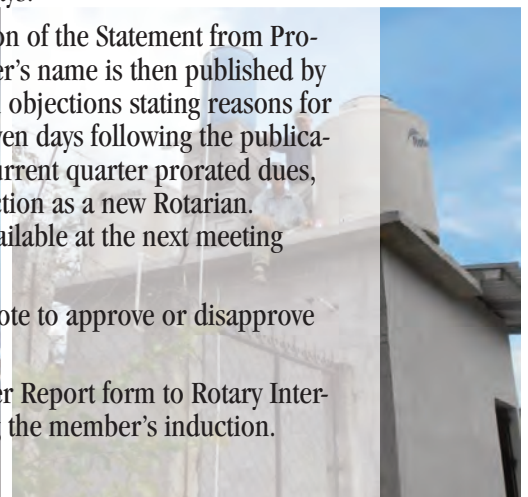 ys.
on of the Statement from Pro-
er's name is then published by
objections stating reasons for
ven days following the publica-
urrent quarter prorated dues,
ction as a new Rotarian.
ailable at the next meeting
ote to approve or disapprove
er Report form to Rotary Inter-
g the member's induction.